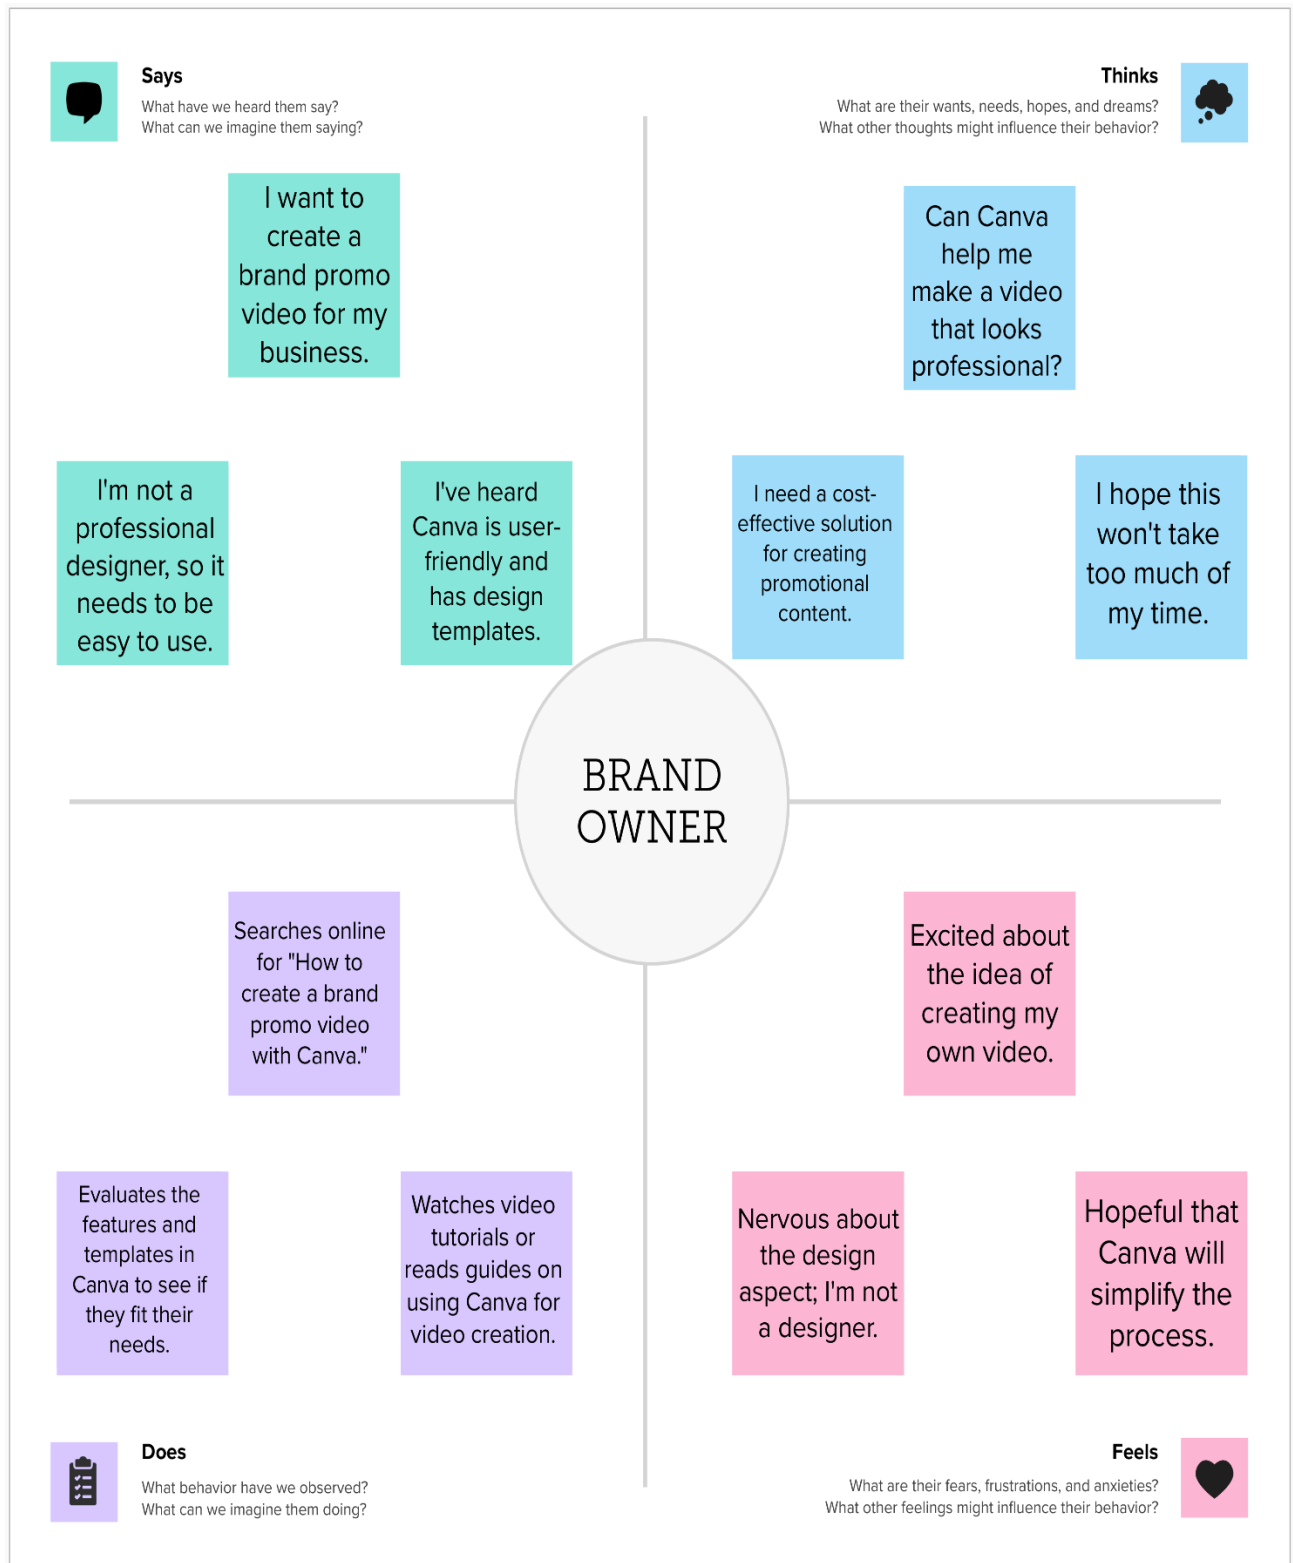 Says
What have we heard them say?
What can we imagine them saying?
Thinks
What are their wants, needs, hopes, and dreams?
What other thoughts might influence their behavior?
I want to
create a
brand promo
video for my
business.
I'm not a
professional
designer, so it
needs to be
easy to use.
I've heard
Canva is user-
friendly and
has design
templates.
Can Canva
help me
make a video
that looks
professional?
I need a cost-
effective solution
for creating
promotional
content.
I hope this
won't take
too much of
my time.
BRAND
OWNER
Searches online
for "How to
create a brand
promo video
with Canva."
Evaluates the
features and
templates in
Canva to see if
they fit their
needs.
Watches video
tutorials or
reads guides on
using Canva for
video creation.
Excited about
the idea of
creating my
own video.
Nervous about
the design
aspect; I'm not
a designer.
Hopeful that
Canva will
simplify the
process.
Does
What behavior have we observed?
What can we imagine them doing?
Feels
What are their fears, frustrations, and anxieties?
What other feelings might influence their behavior?